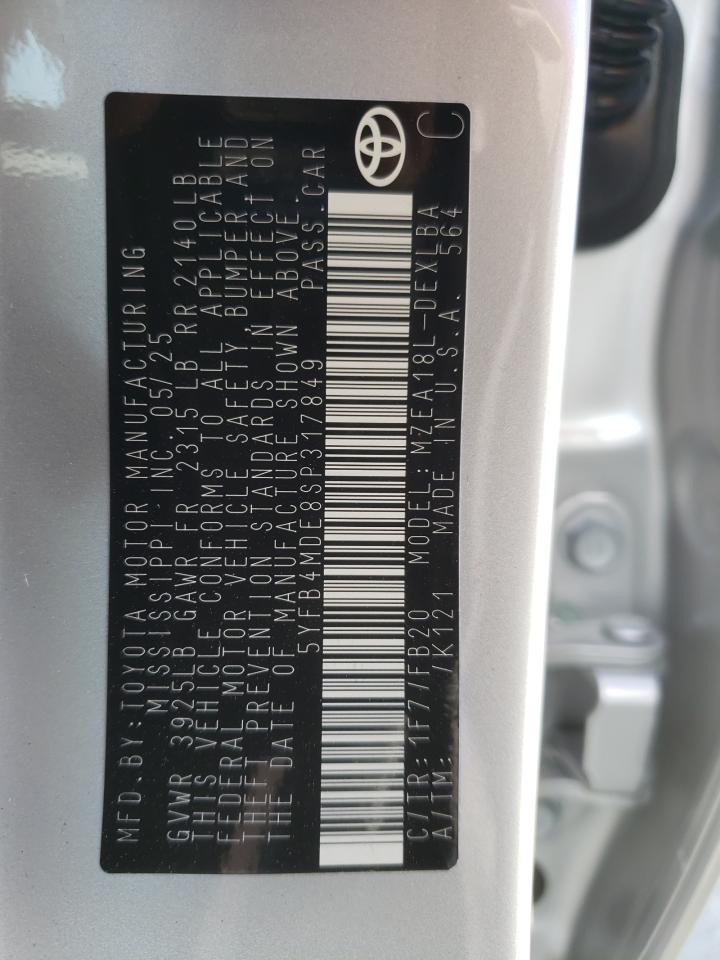 MFD.BY:TOYOTA MOTOR MANUFACTURING
MISSISSIPPI INC. 05/25
GVWR 3925LB GAWR FR 2315 LB RR 2140LB
THIS VEHICLE CONFORMS TO ALL APPLICABLE
FEDERAL MOTOR VEHICLE SAFETY, BUMPER AND
THEFT PREVENTION STANDARDS IN EFFECT ON
THE DATE OF MANUFACTURE SHOWN ABOVE.
5YFB4MDE8SP317849 PASS.CAR
C/TR: 1F7/FB20 MODEL: MZEA18L-DEXLBA
A/TM: /K121 MADE IN U.S.A. 564 C